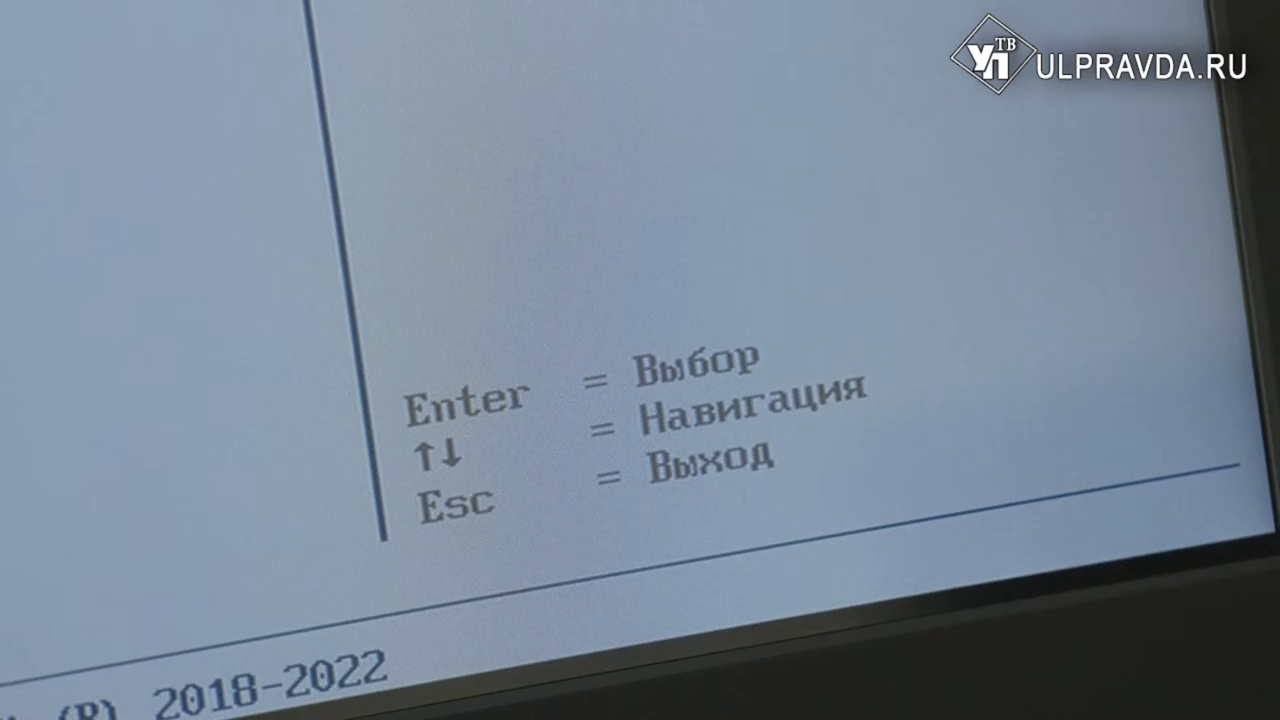 УП ТВ ULPRAVDA.RU
Enter = Выбор
↑↓ = Навигация
Esc = Выход
(R) 2018-2022